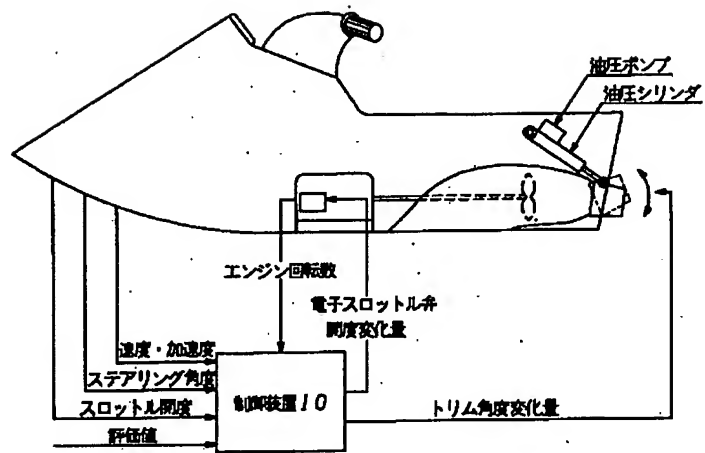 油圧ポンプ
油圧シリンダ
エンジン回転数
電子スロットル弁
開度変化量
速度・加速度
ステアリング角度
スロットル開度
評価値
制御装置10
トリム角度変化量